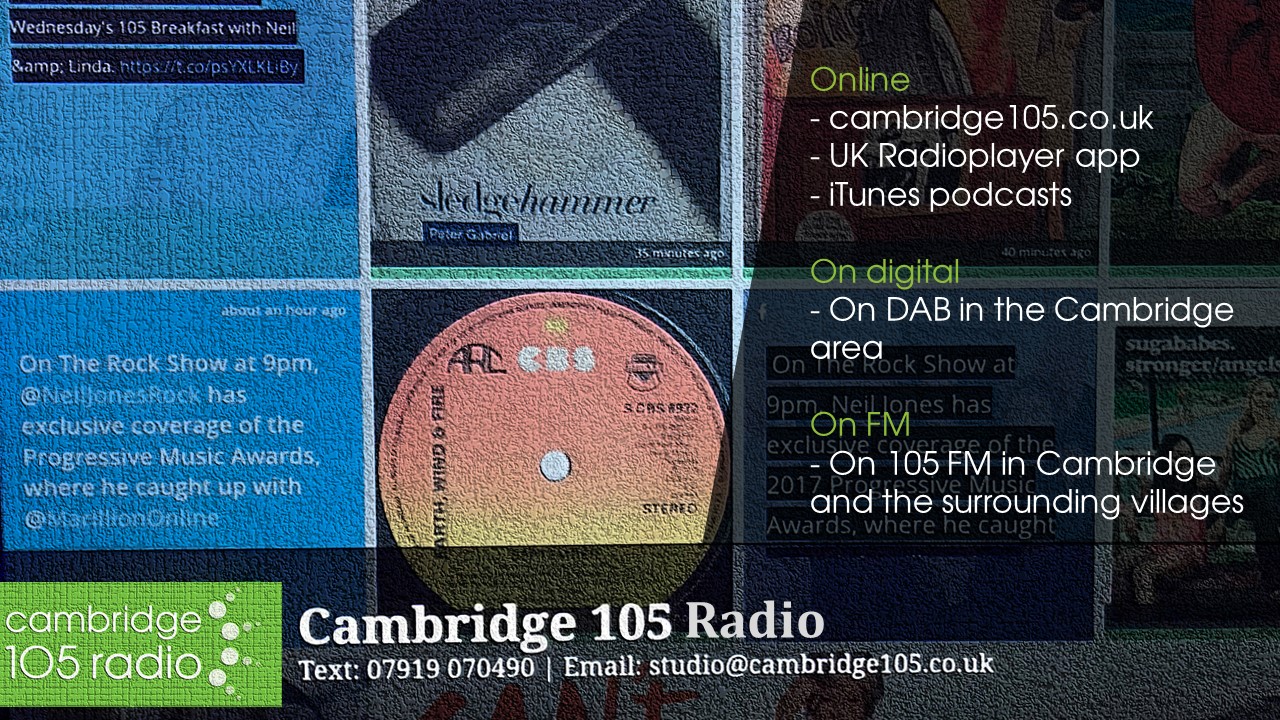 Wednesday's 105 Breakfast with Neil
&amp; Linda. https://t.co/psYXLKLiBy
sledgehammer
Peter Gabriel
35 minutes ago
40 minutes ago
Online
- cambridge105.co.uk
- UK Radioplayer app
- iTunes podcasts
On digital
- On DAB in the Cambridge
area
On FM
- On 105 FM in Cambridge
and the surrounding villages
about an hour ago
On The Rock Show at 9pm,
@NeilJonesRock has
exclusive coverage of the
Progressive Music Awards,
where he caught up with
@MarillionOnline
ARC
CBS
S CBS 8932
EARTH, WIND & FIRE
STEREO
On The Rock Show at
9pm, Neil Jones has
exclusive coverage of the
2017 Progressive Music
Awards, where he caught
sugababes.
stronger/angels
cambridge
105 radio
Cambridge 105 Radio
Text: 07919 070490 | Email: studio@cambridge105.co.uk
CAN'T